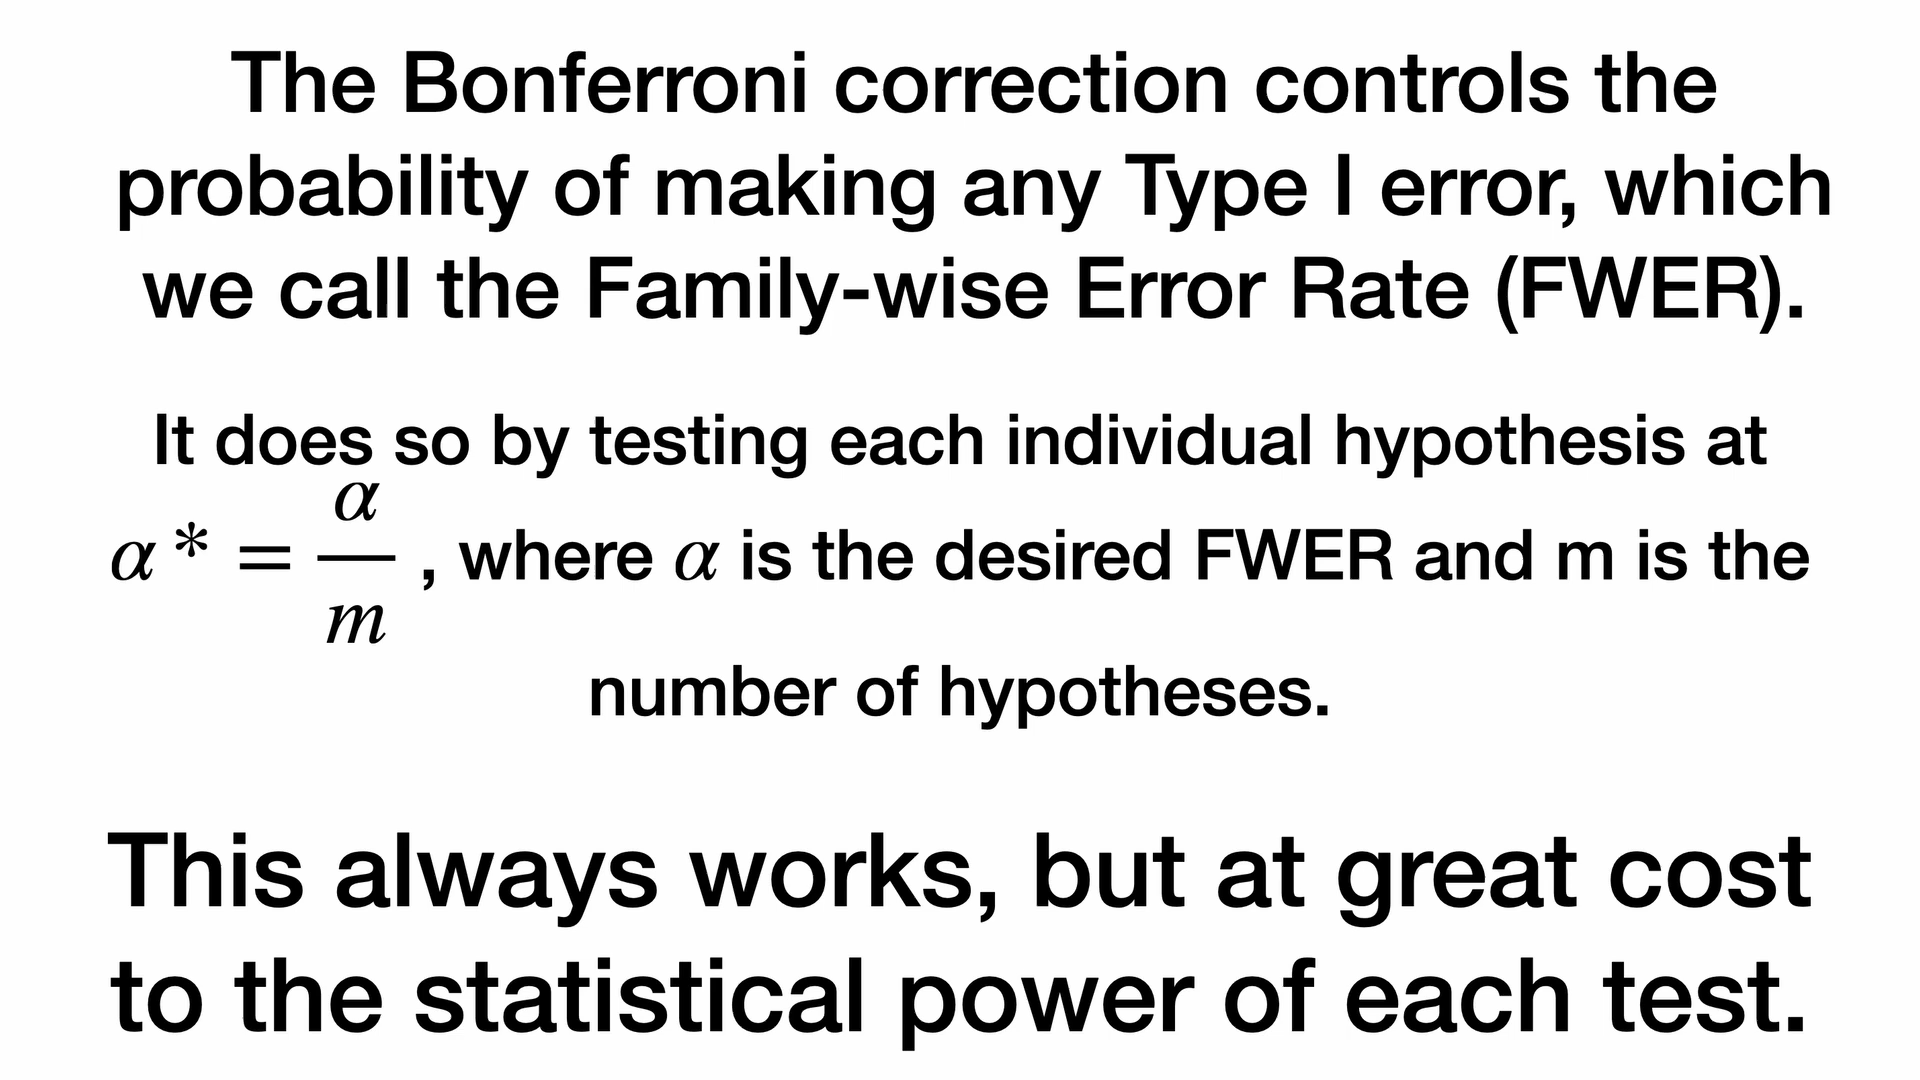 The Bonferroni correction controls the
probability of making any Type I error, which
we call the Family-wise Error Rate (FWER).
It does so by testing each individual hypothesis at
α* = α/m, where α is the desired FWER and m is the
number of hypotheses.
This always works, but at great cost
to the statistical power of each test.